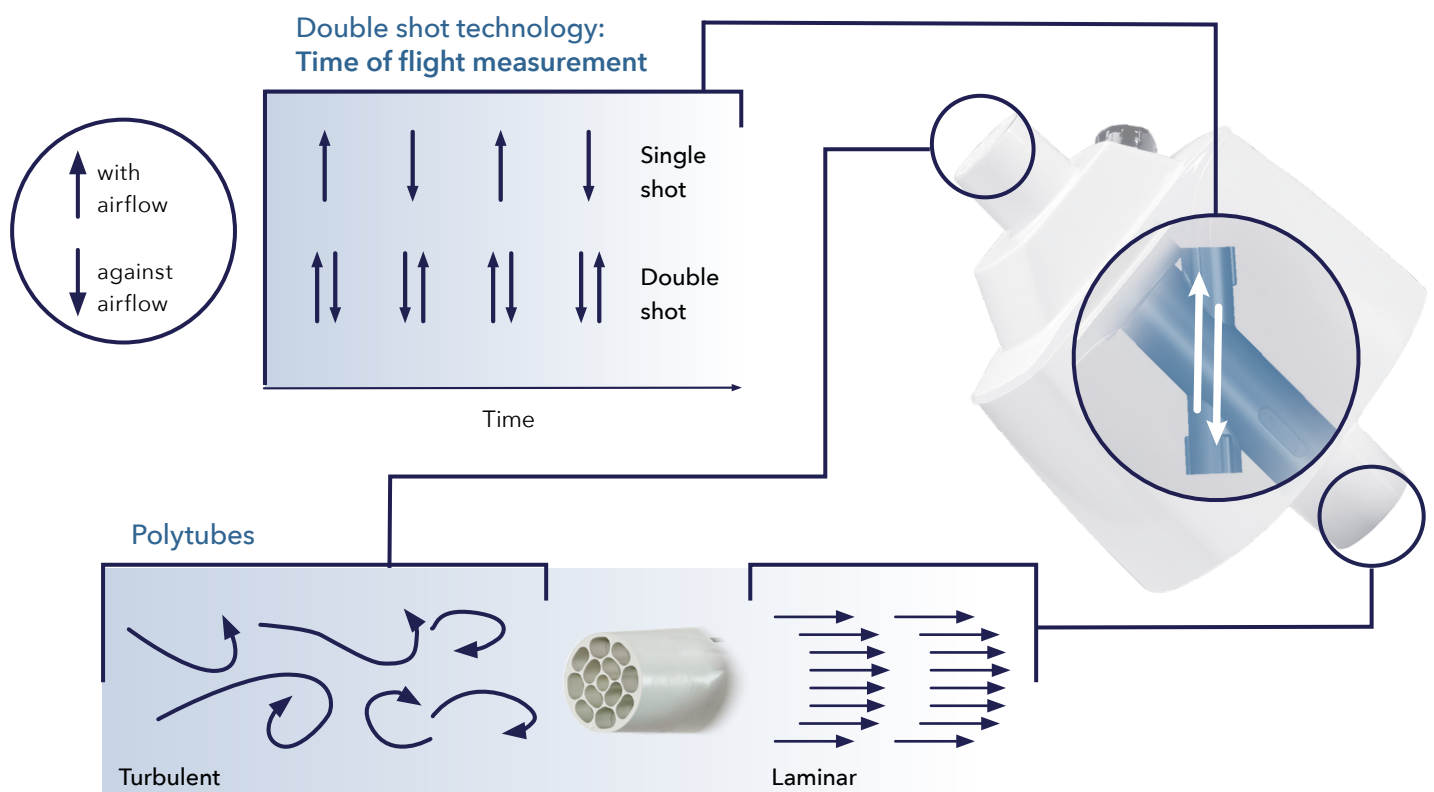 Double shot technology:
Time of flight measurement
with
airflow
against
airflow
Single
shot
Double
shot
Time
Polytubes
Turbulent
Laminar